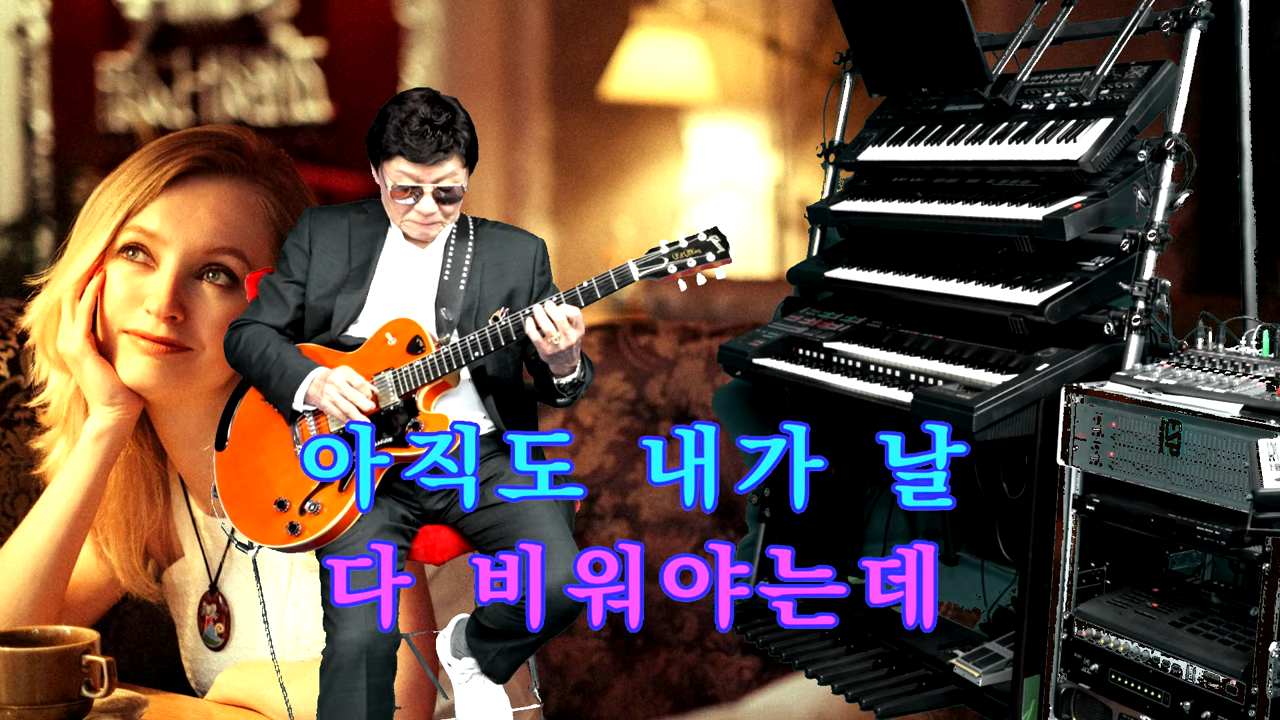 아직도 내가 날
다 비워야는데